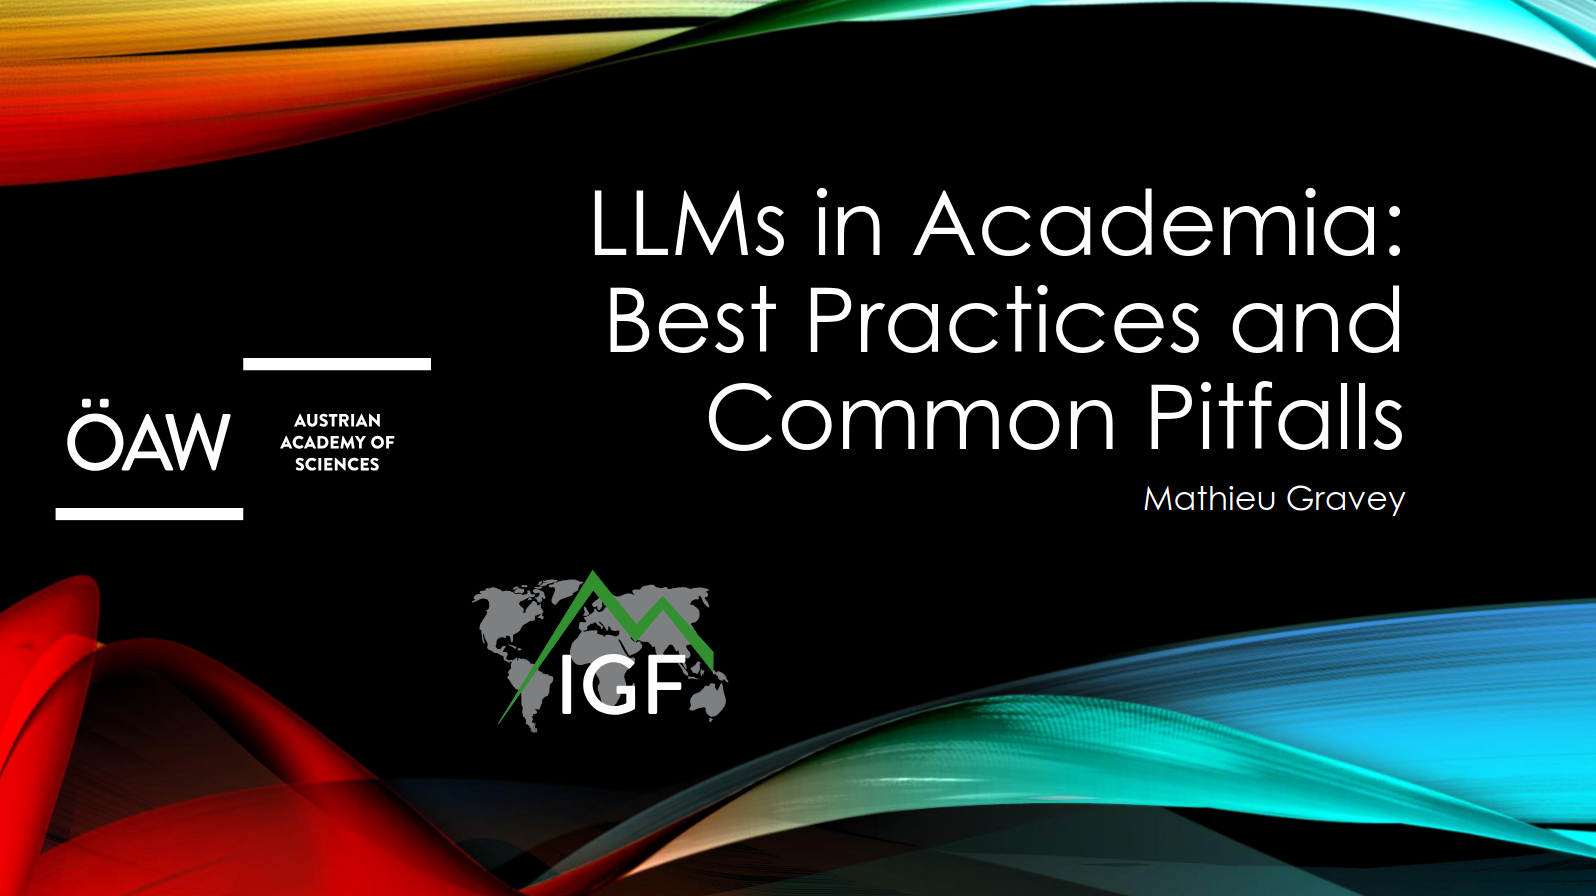 LLMs in Academia:
Best Practices and
Common Pitfalls
Mathieu Gravey
ÖAW
AUSTRIAN
ACADEMY OF
SCIENCES
IGF